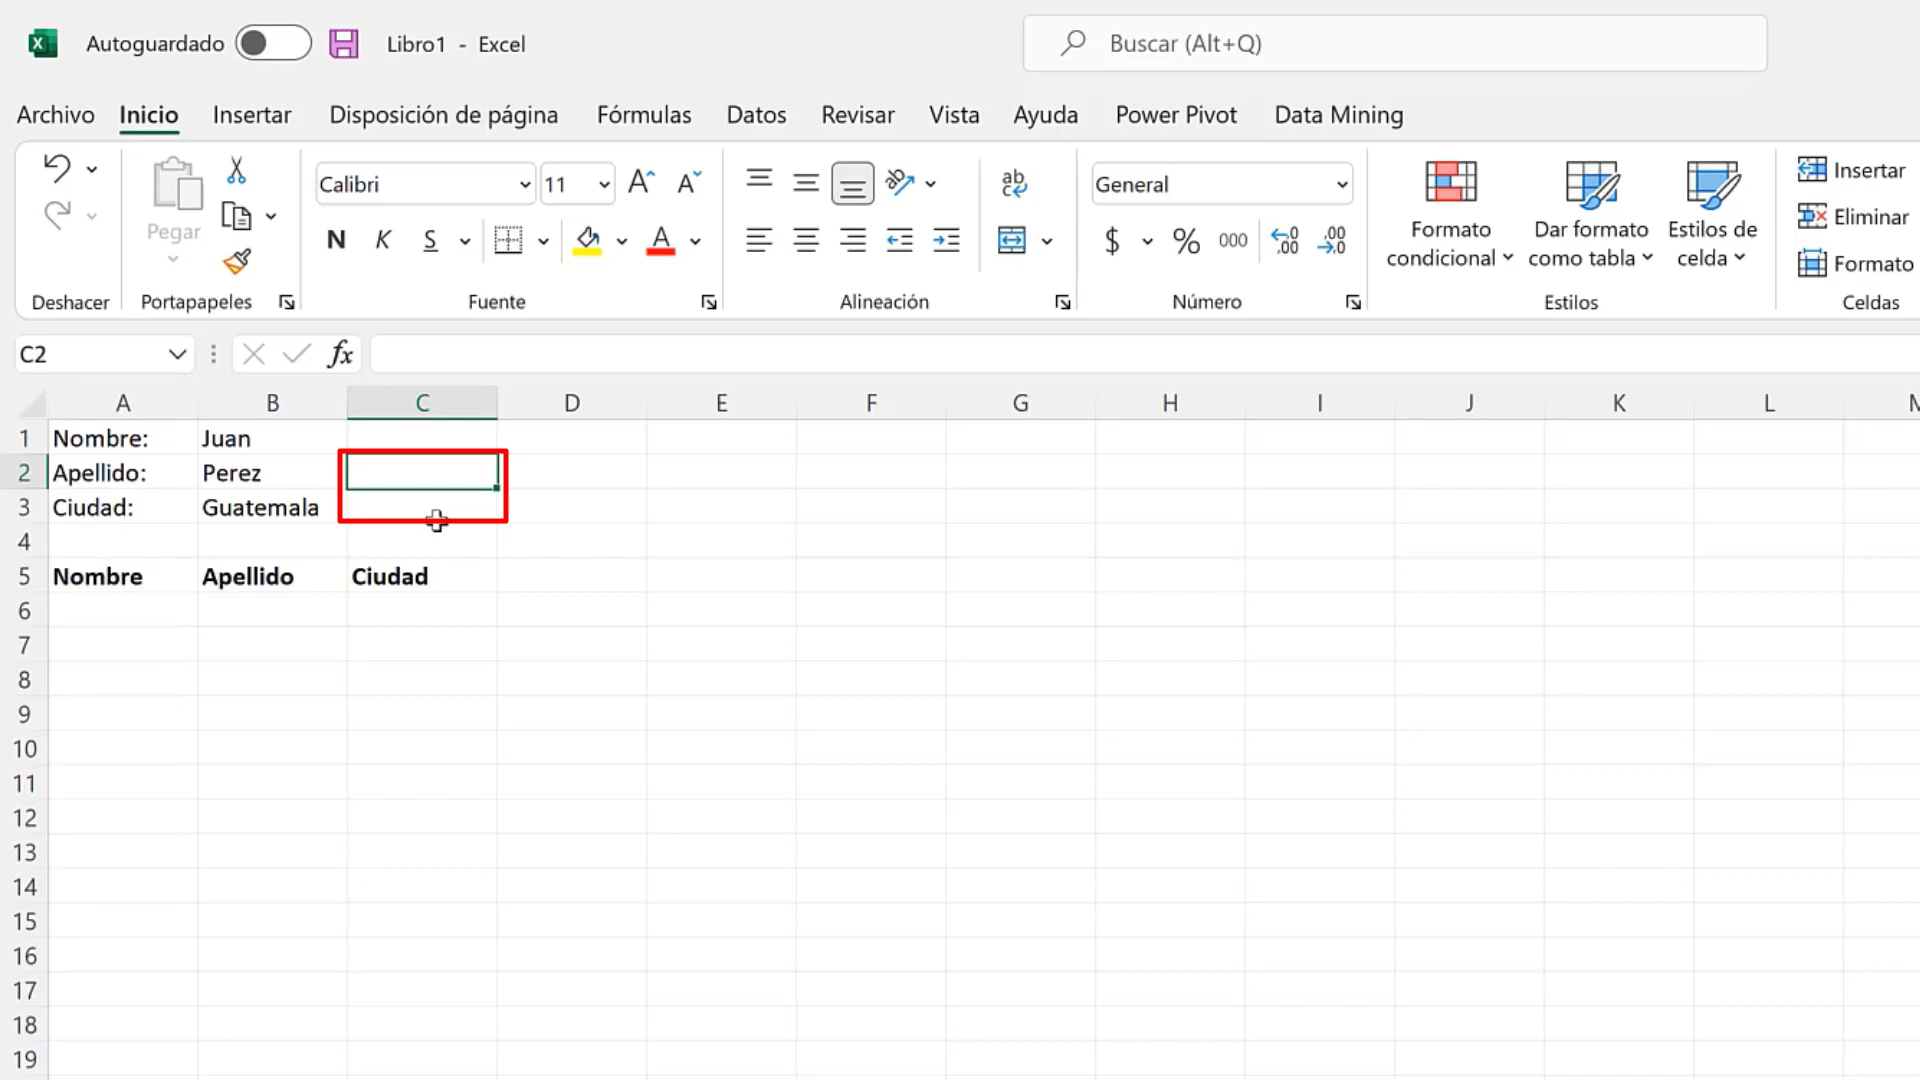 Autoguardado
Libro1 - Excel
Buscar (Alt+Q)
Archivo Inicio Insertar Disposición de página Fórmulas Datos Revisar Vista Ayuda Power Pivot Data Mining
Pegar
Calibri 11
N K S
A
ab
General
$ % 000
Formato condicional
Dar formato como tabla
Estilos de celda
Insertar
Eliminar
Formato
Deshacer Portapapeles Fuente Alineación Número Estilos Celdas
C2 fx
A B C D E F G H I J K L
1 Nombre: Juan
2 Apellido: Perez
3 Ciudad: Guatemala
4
5 Nombre Apellido Ciudad
6
7
8
9
10
11
12
13
14
15
16
17
18
19